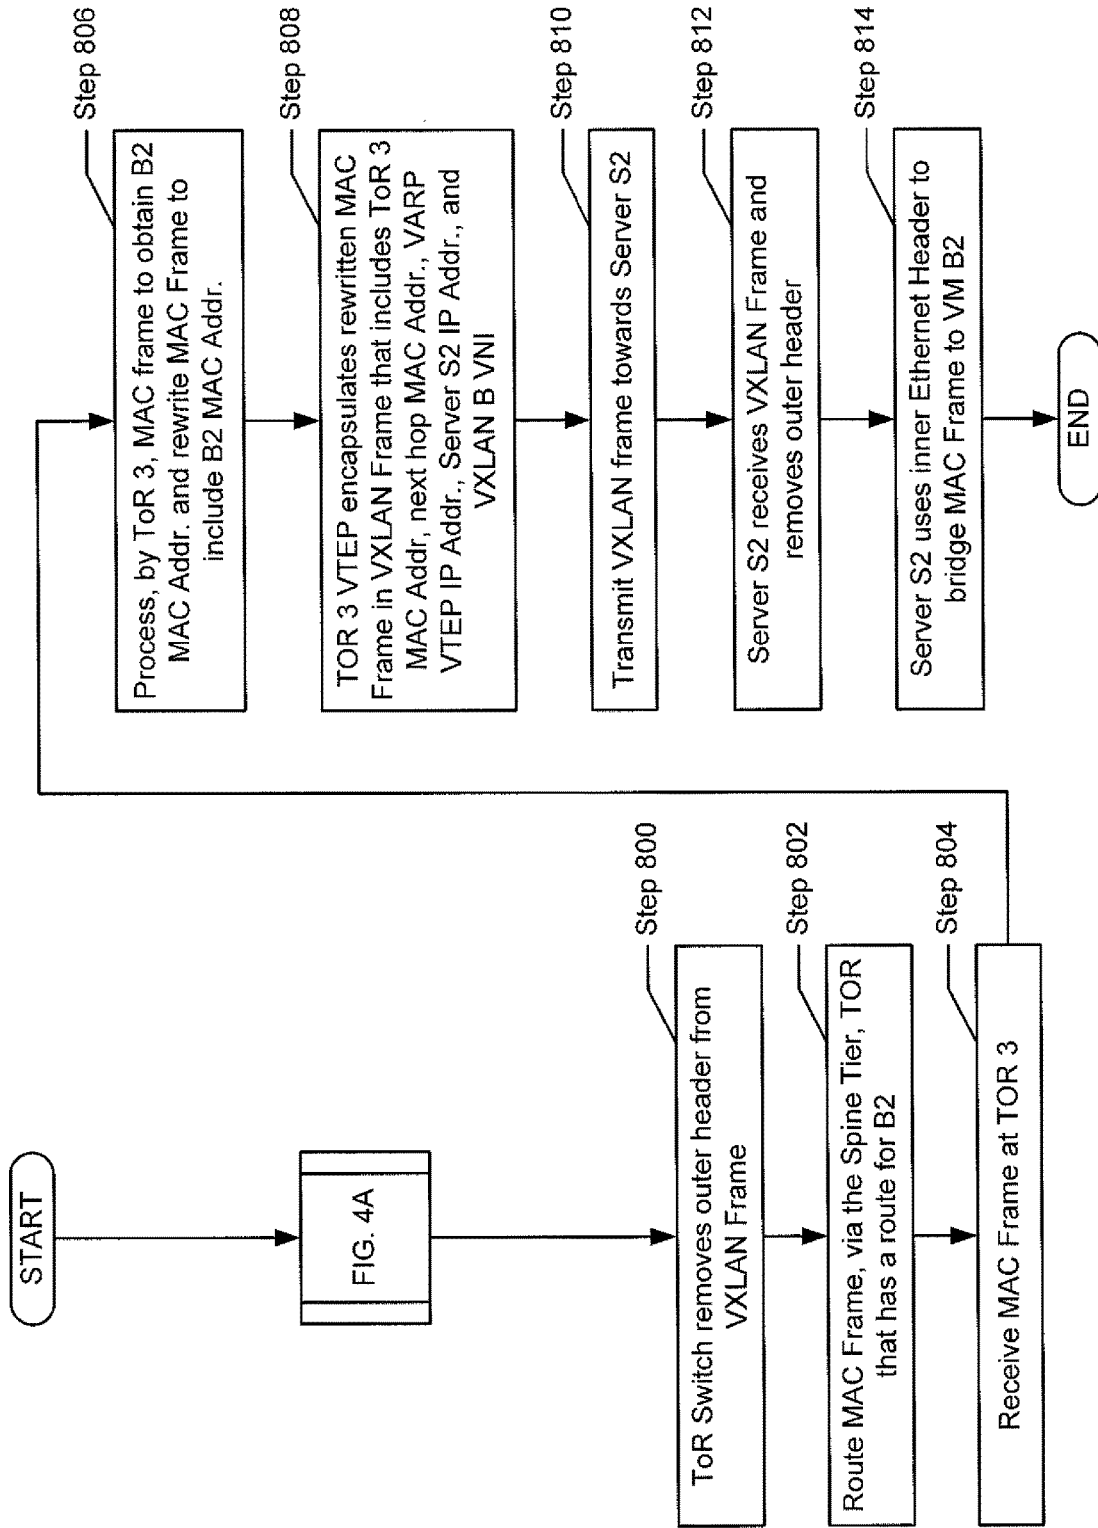 START
FIG. 4A
Step 800
ToR Switch removes outer header from
VXLAN Frame
Step 802
Route MAC Frame, via the Spine Tier, TOR
that has a route for B2
Step 804
Receive MAC Frame at TOR 3
Step 806
Process, by ToR 3, MAC frame to obtain B2
MAC Addr. and rewrite MAC Frame to
include B2 MAC Addr.
Step 808
TOR 3 VTEP encapsulates rewritten MAC
Frame in VXLAN Frame that includes ToR 3
MAC Addr, next hop MAC Addr., VARP
VTEP IP Addr., Server S2 IP Addr., and
VXLAN B VNI
Step 810
Transmit VXLAN frame towards Server S2
Step 812
Server S2 receives VXLAN Frame and
removes outer header
Step 814
Server S2 uses inner Ethernet Header to
bridge MAC Frame to VM B2
END